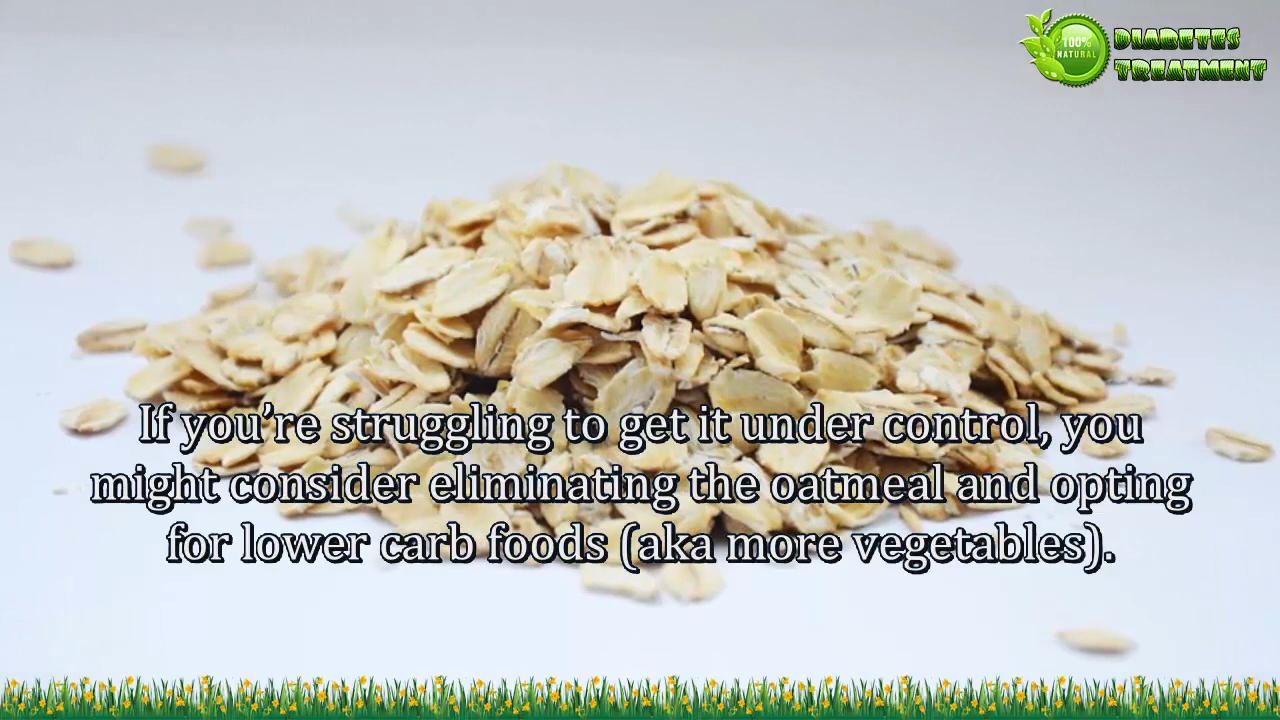 100%
NATURAL
DIABETES
TREATMENT
If you’re struggling to get it under control, you
might consider eliminating the oatmeal and opting
for lower carb foods (aka more vegetables).